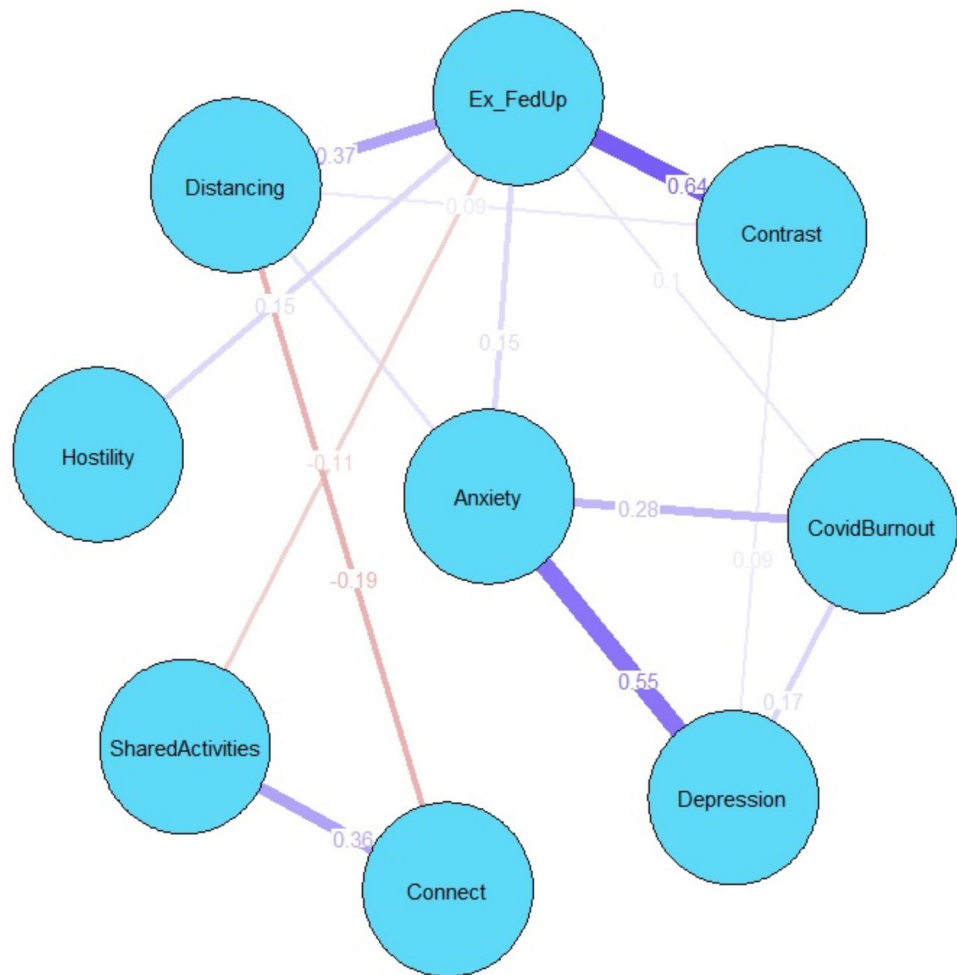 Ex_FedUp
0.37
Distancing
0.64
0.09
Contrast
0.1
0.15
0.15
Hostility
-0.11
Anxiety
0.28
CovidBurnout
0.09
-0.19
0.55
0.17
SharedActivities
Depression
0.36
Connect